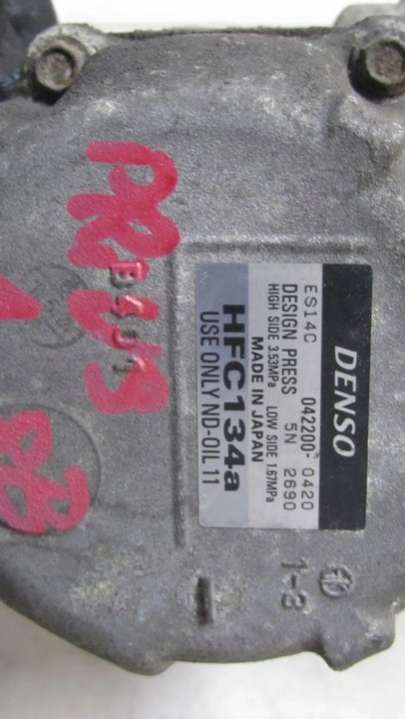 PRIUS
B401
DENSO
ES14C 042200-0420
DESIGN PRESS 5N 2690
HIGH SIDE 3.53MPa LOW SIDE 1.67MPa
MADE IN JAPAN
HFC134a
USE ONLY ND-OIL 11
1-3